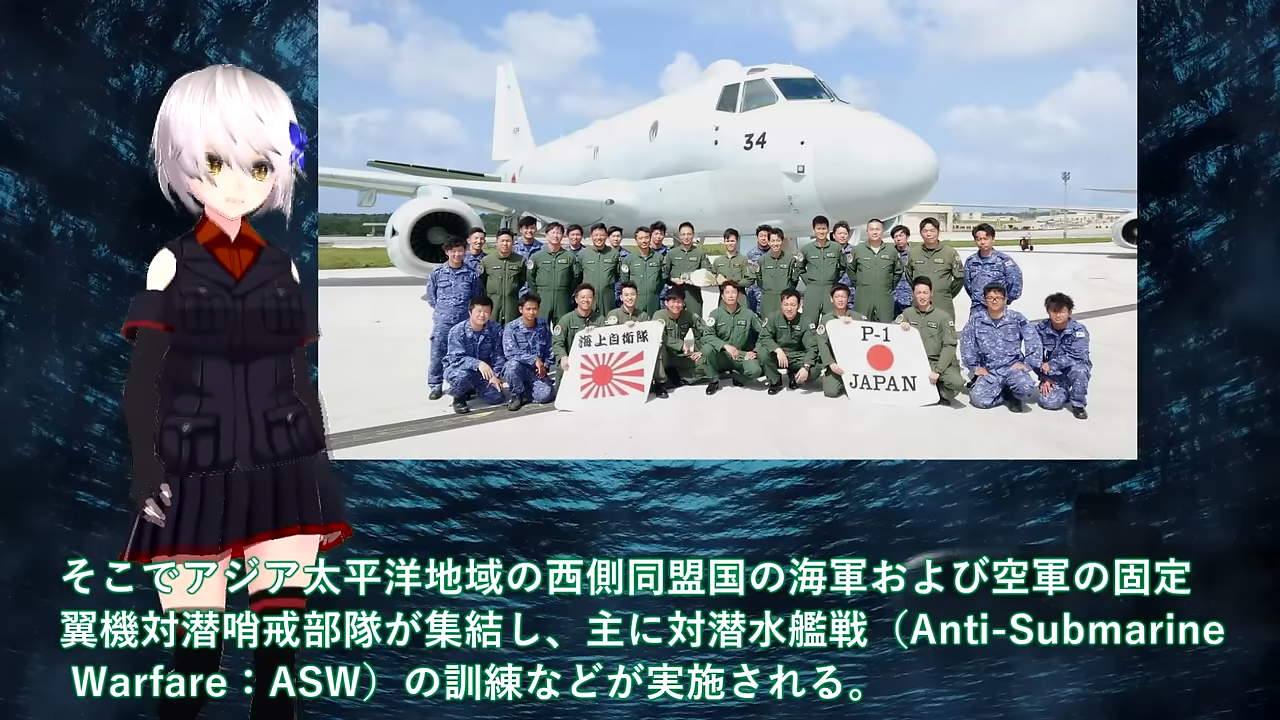 34
海上自衛隊
P-1
JAPAN
そこでアジア太平洋地域の西側同盟国の海軍および空軍の固定
翼機対潜哨戒部隊が集結し、主に対潜水艦戦（Anti-Submarine
Warfare：ASW）の訓練などが実施される。